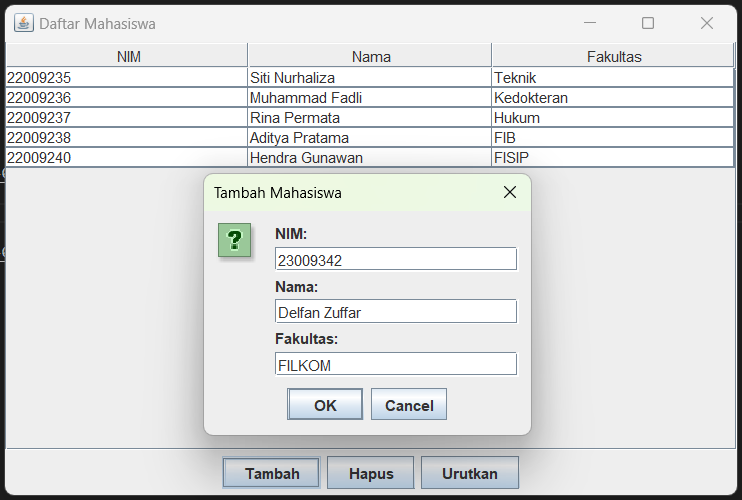 Daftar Mahasiswa
NIM Nama Fakultas
22009235 Siti Nurhaliza Teknik
22009236 Muhammad Fadli Kedokteran
22009237 Rina Permata Hukum
22009238 Aditya Pratama FIB
22009240 Hendra Gunawan FISIP
Tambah Mahasiswa
?
NIM:
23009342
Nama:
Delfan Zuffar
Fakultas:
FILKOM
OK Cancel
Tambah Hapus Urutkan